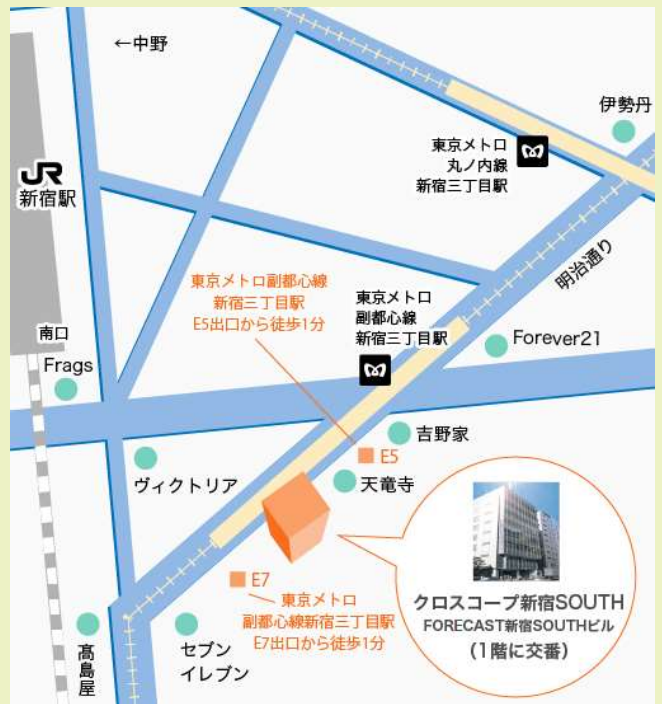 ←中野
伊勢丹
東京メトロ
丸ノ内線
新宿三丁目駅
JR
新宿駅
明治通り
東京メトロ副都心線
新宿三丁目駅
E5出口から徒歩1分
東京メトロ
副都心線
新宿三丁目駅
南口
Frags
Forever21
吉野家
E5
ヴィクトリア
天竜寺
E7
東京メトロ
副都心線新宿三丁目駅
E7出口から徒歩1分
クロスコープ新宿SOUTH
FORECAST新宿SOUTHビル
(1階に交番)
髙島屋
セブン
イレブン